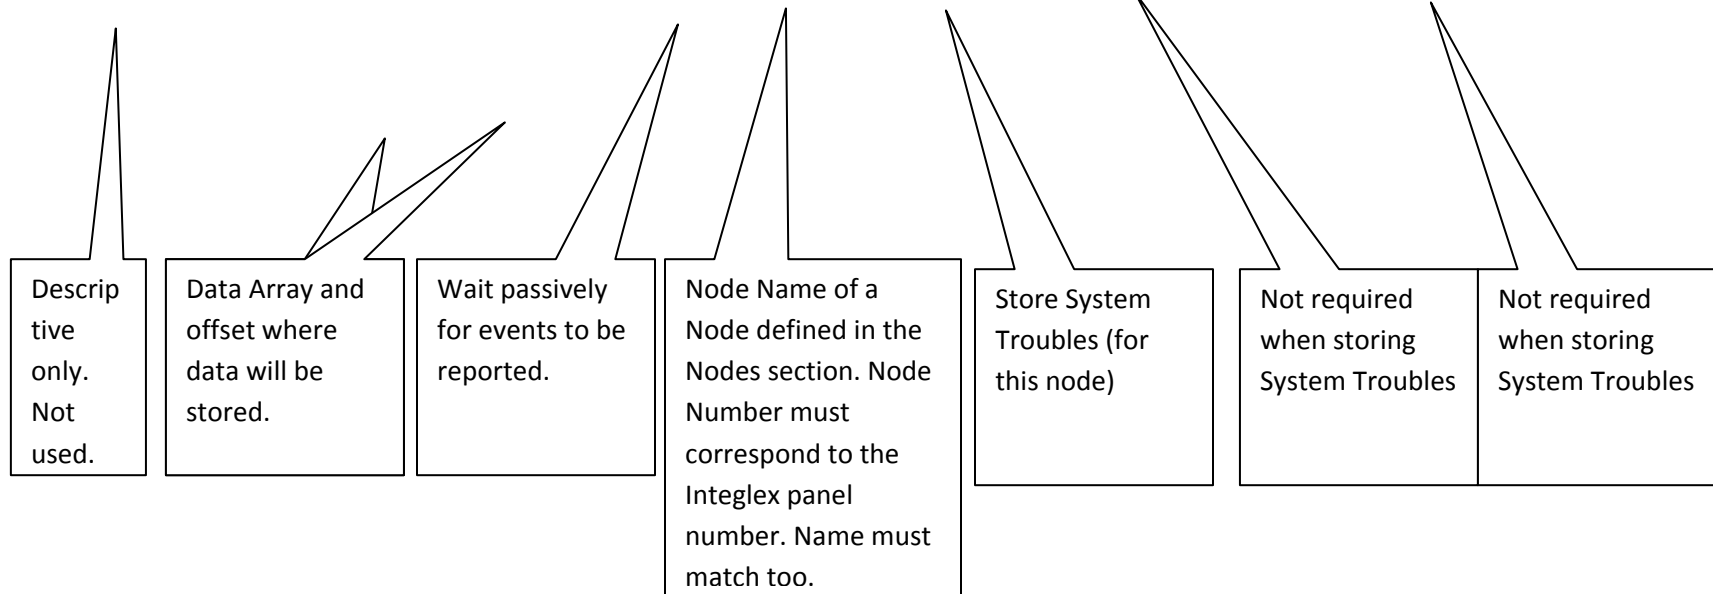 Descrip
tive
only.
Not
used.
Data Array and
offset where
data will be
stored.
Wait passively
for events to be
reported.
Node Name of a
Node defined in the
Nodes section. Node
Number must
correspond to the
Integlex panel
number. Name must
match too.
Store System
Troubles (for
this node)
Not required
when storing
System Troubles
Not required
when storing
System Troubles